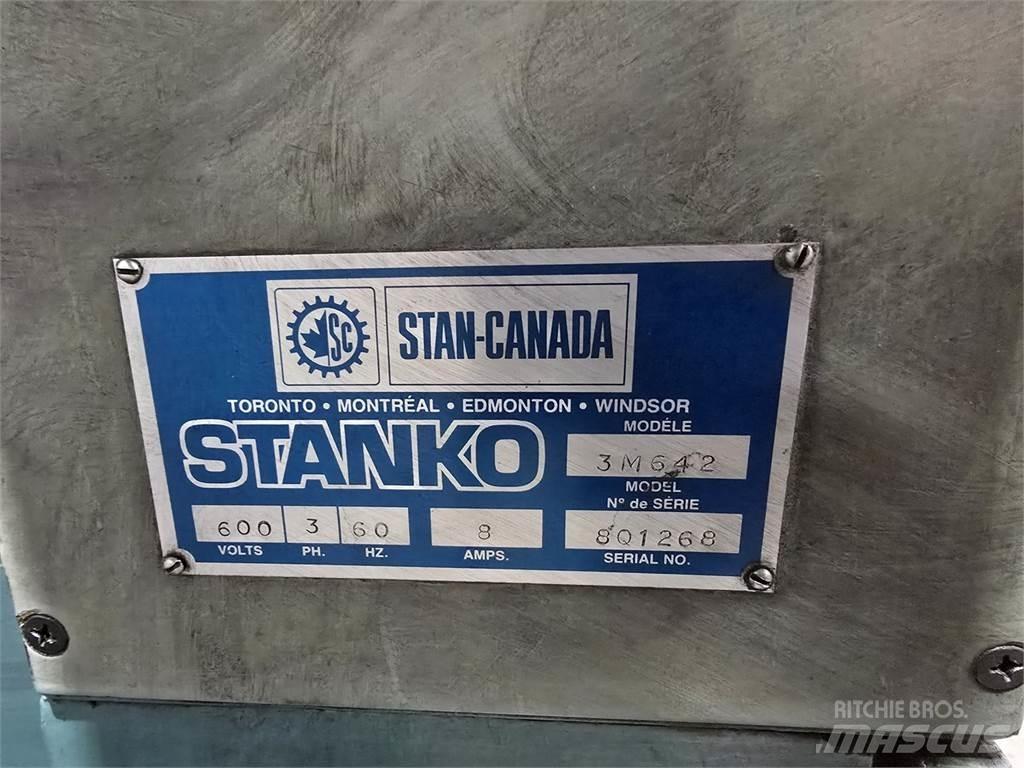 SC
STAN-CANADA
TORONTO • MONTRÉAL • EDMONTON • WINDSOR
STANKO
MODÉLE
3M642
MODEL
Nº de SÉRIE
600 3 60 8 8Q1268
VOLTS PH. HZ. AMPS. SERIAL NO.
RITCHIE BROS.
MASCUS